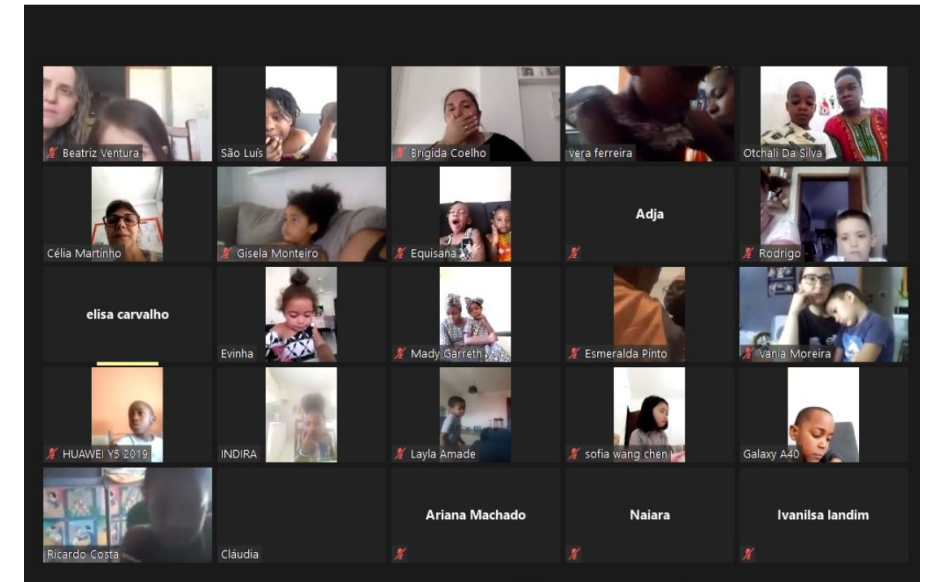 Beatriz Ventura
São Luís
Brígida Coelho
vera ferreira
Otchali Da Silva
Célia Martinho
Gisela Monteiro
Equisana
Adja
Rodrigo
elisa carvalho
Evinha
Mady Garreth
Esmeralda Pinto
Vania Moreira
HUAWEI Y5 2019
INDIRA
Layla Amade
sofia wang chen
Galaxy A40
Ricardo Costa
Cláudia
Ariana Machado
Naiara
Ivanilsa landim